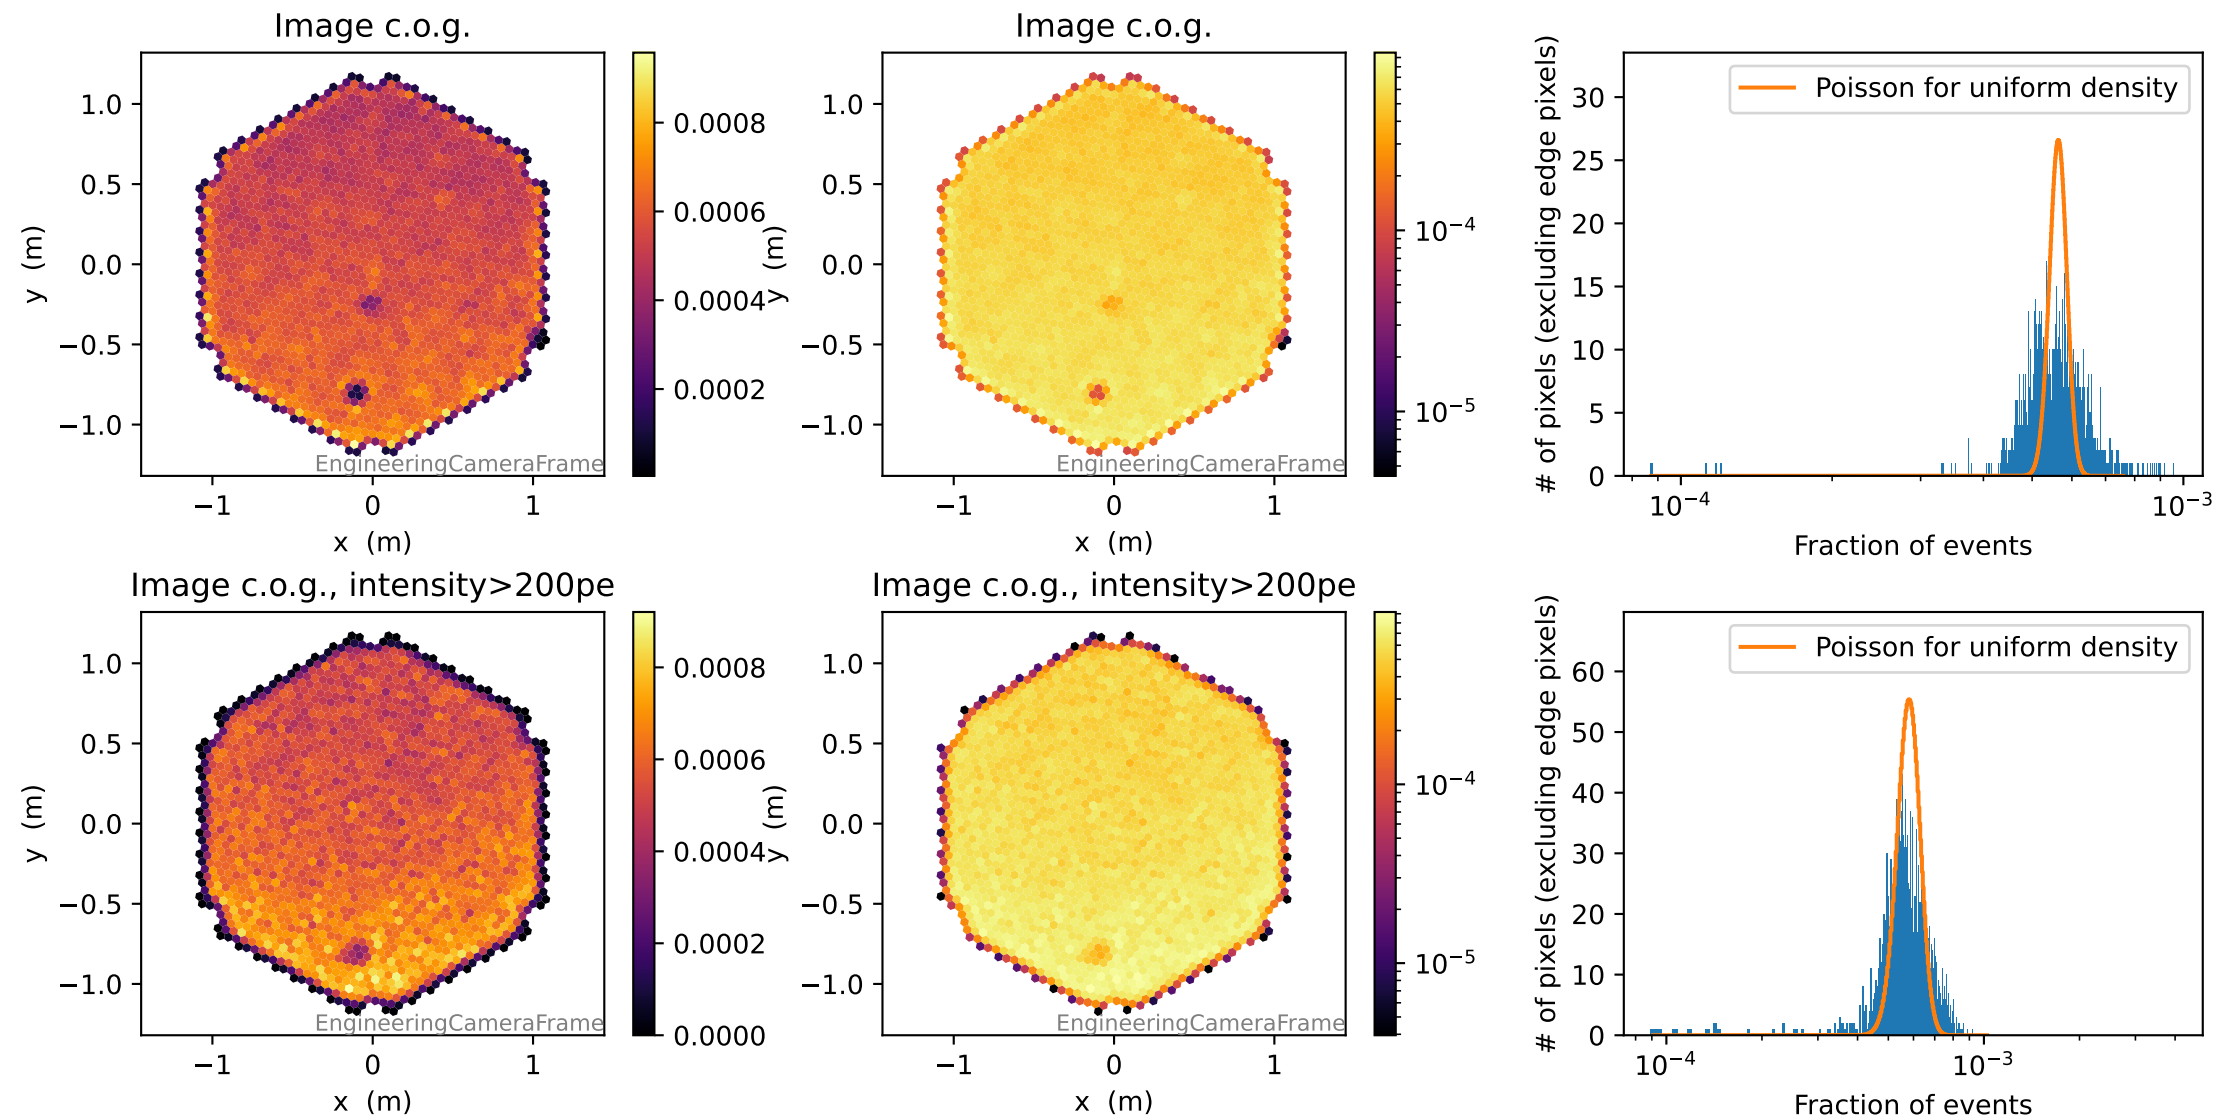 Image c.o.g.
y (m)
1.0
0.5
0.0
−0.5
−1.0
−1
0
1
x (m)
EngineeringCameraFrame
0.0008
0.0006
0.0004
0.0002
Image c.o.g.
y (m)
1.0
0.5
0.0
−0.5
−1.0
−1
0
1
x (m)
EngineeringCameraFrame
10⁻⁴
10⁻⁵
# of pixels (excluding edge pixels)
30
25
20
15
10
5
0
Poisson for uniform density
10⁻⁴
10⁻³
Fraction of events
Image c.o.g., intensity>200pe
y (m)
1.0
0.5
0.0
−0.5
−1.0
−1
0
1
x (m)
EngineeringCameraFrame
0.0008
0.0006
0.0004
0.0002
0.0000
Image c.o.g., intensity>200pe
y (m)
1.0
0.5
0.0
−0.5
−1.0
−1
0
1
x (m)
EngineeringCameraFrame
10⁻⁴
10⁻⁵
# of pixels (excluding edge pixels)
60
50
40
30
20
10
0
Poisson for uniform density
10⁻⁴
10⁻³
Fraction of events